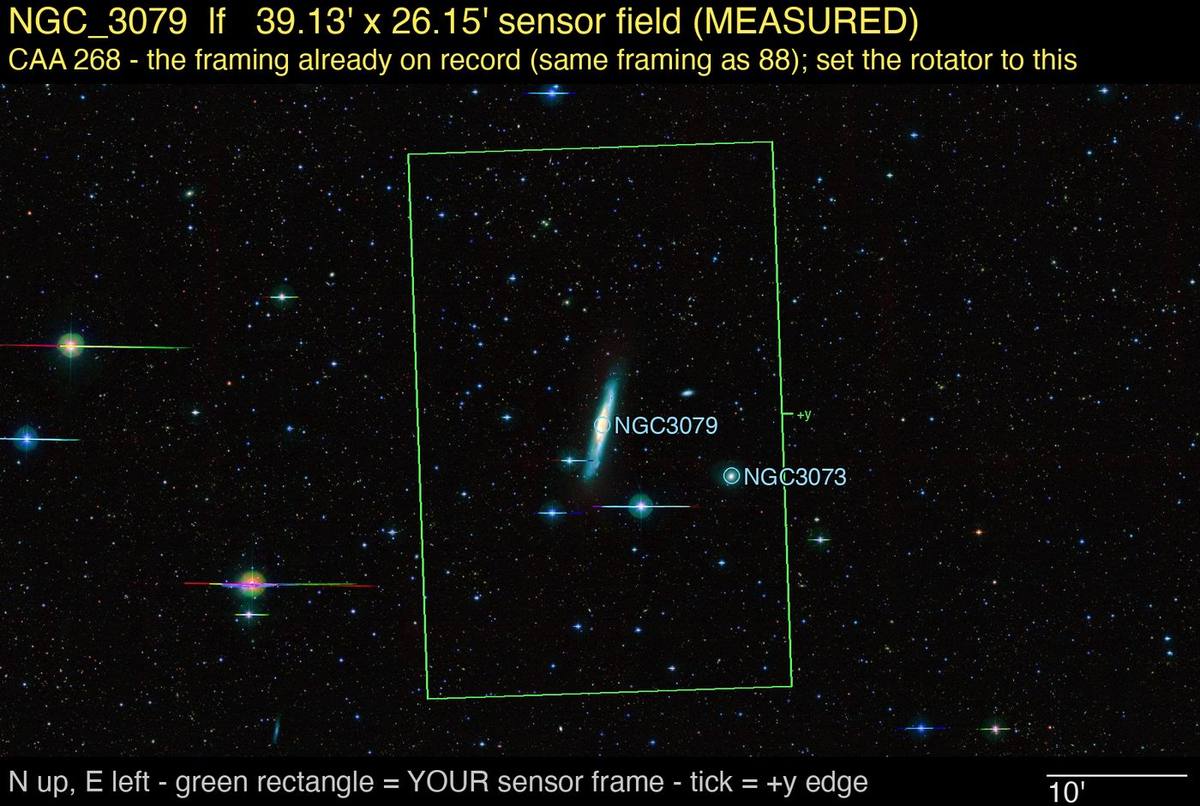 NGC_3079 lf 39.13' x 26.15' sensor field (MEASURED)
CAA 268 - the framing already on record (same framing as 88); set the rotator to this
+y
NGC3079
NGC3073
N up, E left - green rectangle = YOUR sensor frame - tick = +y edge
10'